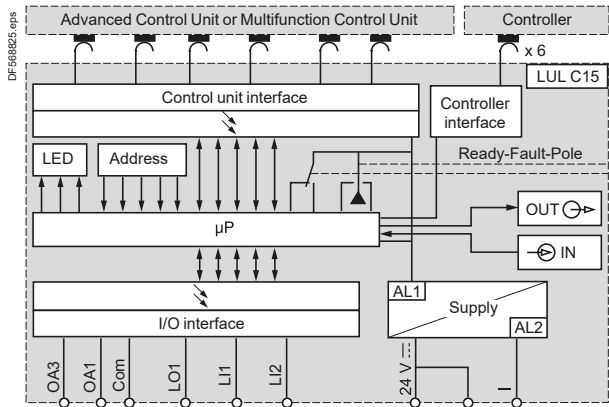 DF568825.eps
Advanced Control Unit or Multifunction Control Unit
Controller
x 6
LUL C15
Control unit interface
Controller
interface
LED
Address
Ready-Fault-Pole
µP
OUT
IN
I/O interface
AL1
Supply
AL2
OA3
OA1
Com
LO1
LI1
LI2
24 V
I